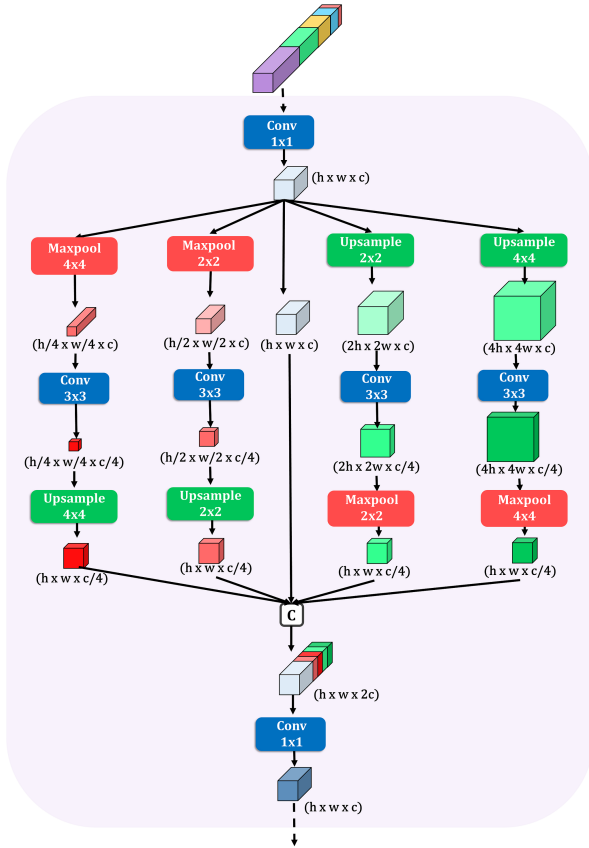 Conv
1x1
(h x w x c)
Maxpool
4x4
Maxpool
2x2
Upsample
2x2
Upsample
4x4
(h/4 x w/4 x c)
(h/2 x w/2 x c)
(h x w x c)
(2h x 2w x c)
(4h x 4w x c)
Conv
3x3
Conv
3x3
Conv
3x3
Conv
3x3
(h/4 x w/4 x c/4)
(h/2 x w/2 x c/4)
(2h x 2w x c/4)
(4h x 4w x c/4)
Upsample
4x4
Upsample
2x2
Maxpool
2x2
Maxpool
4x4
(h x w x c/4)
(h x w x c/4)
(h x w x c/4)
(h x w x c/4)
C
(h x w x 2c)
Conv
1x1
(h x w x c)